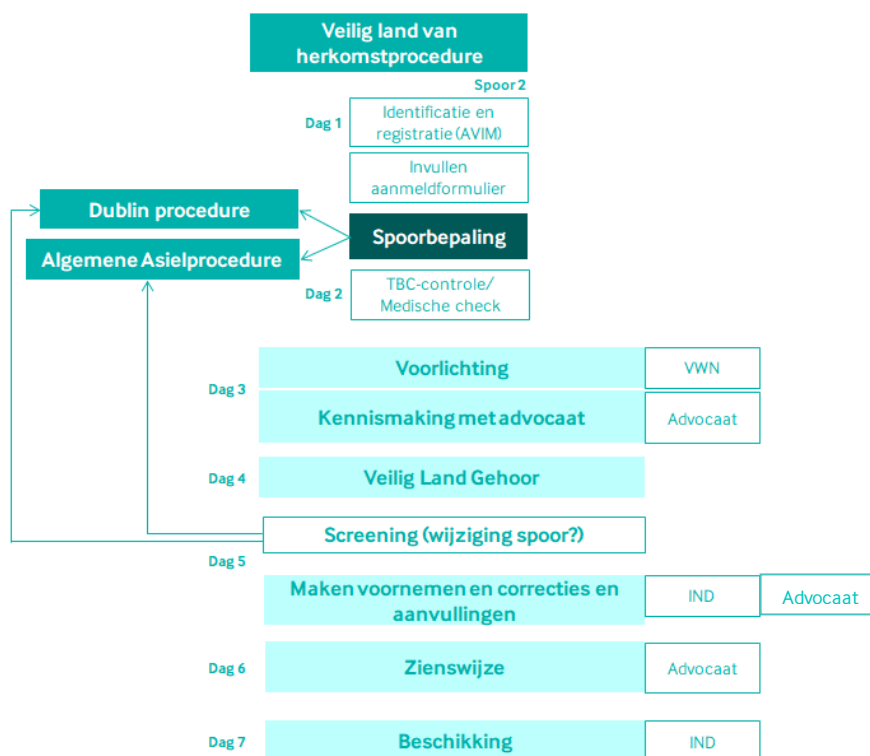 Veilig land van
herkomstprocedure
Spoor 2
Dag 1
Identificatie en
registratie (AVIM)
Invullen
aanmeldformulier
Dublin procedure
Spoorbepaling
Algemene Asielprocedure
Dag 2
TBC-controle/
Medische check
Dag 3
Voorlichting
VWN
Kennismaking met advocaat
Advocaat
Dag 4
Veilig Land Gehoor
Screening (wijziging spoor?)
Dag 5
Maken voornemen en correcties en
aanvullingen
IND
Advocaat
Dag 6
Zienswijze
Advocaat
Dag 7
Beschikking
IND